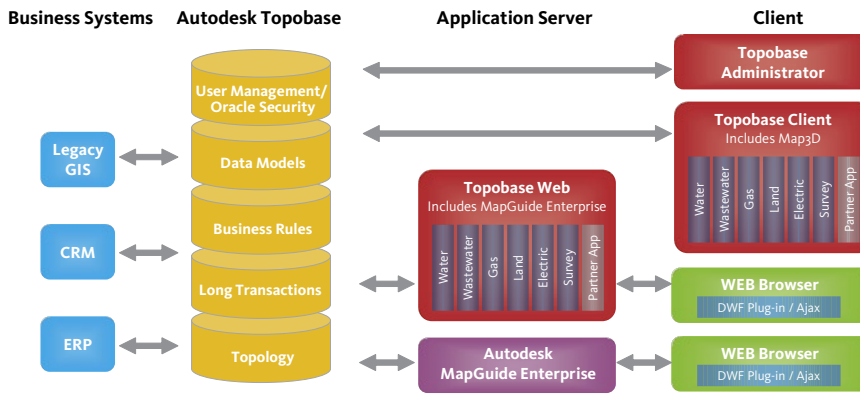 Business Systems
Autodesk Topobase
Application Server
Client
User Management/
Oracle Security
Data Models
Business Rules
Long Transactions
Topology
Legacy
GIS
CRM
ERP
Topobase Web
Includes MapGuide Enterprise
Water
Wastewater
Gas
Land
Electric
Survey
Partner App
Autodesk
MapGuide Enterprise
Topobase
Administrator
Topobase Client
Includes Map3D
Water
Wastewater
Gas
Land
Electric
Survey
Partner App
WEB Browser
DWF Plug-in / Ajax
WEB Browser
DWF Plug-in / Ajax